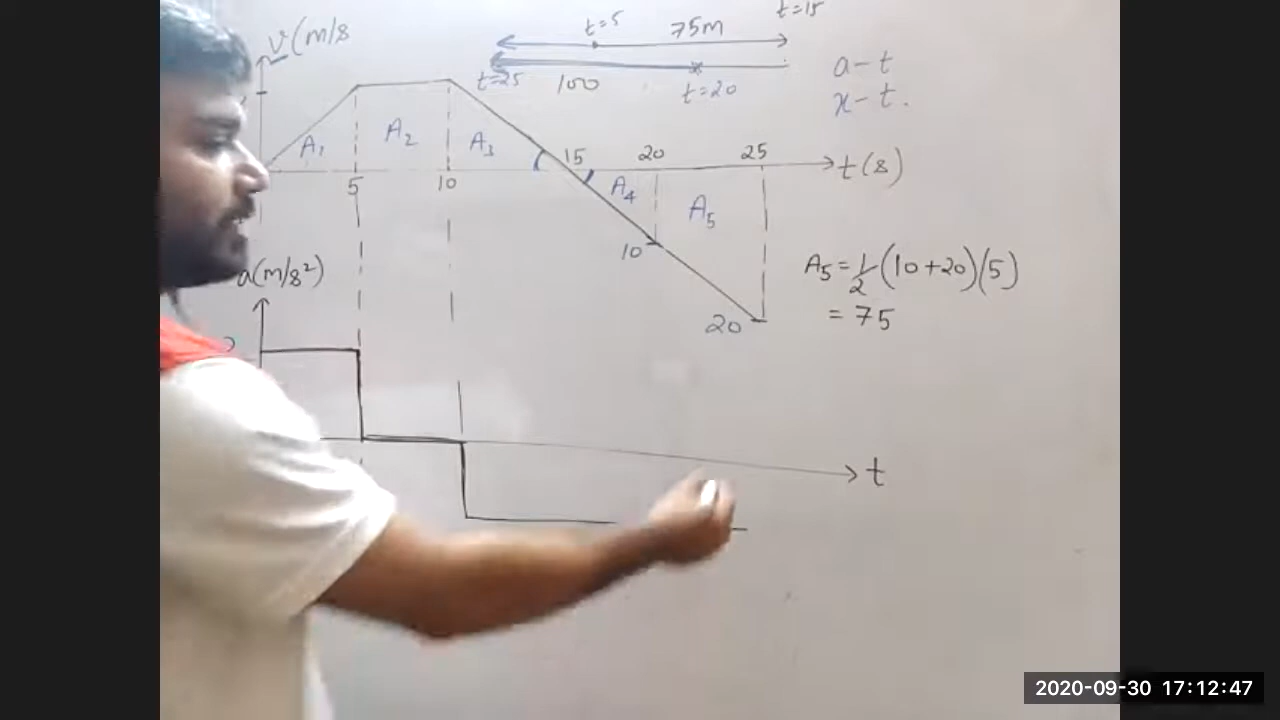 v(m/s
t=5
75m
t=15
t=25
100
t=20
a-t
x-t.
A₁
A₂
A₃
5
10
15
20
25
t(s)
A₄
A₅
10
20
A₅=½(10+20)(5)
=75
a(m/s²)
t
2020-09-30 17:12:47